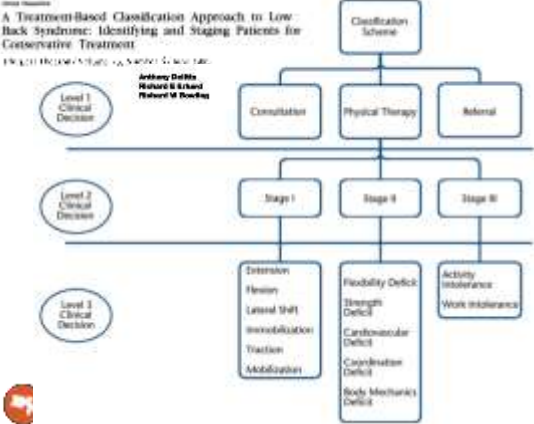 A Treatment-Based Classification Approach to Low
Back Syndrome: Identifying and Staging Patients for
Conservative Treatment
Anthony Delitto
Richard E Erhard
Richard W Bowling
Classification
Scheme
Level 1
Clinical
Decision
Consultation
Physical Therapy
Referral
Level 2
Clinical
Decision
Stage I
Stage II
Stage III
Level 3
Clinical
Decision
Extension
Flexion
Lateral Shift
Immobilization
Traction
Mobilization
Flexibility Deficit
Strength
Deficit
Cardiovascular
Deficit
Coordination
Deficit
Body Mechanics
Deficit
Activity
Intolerance
Work Intolerance